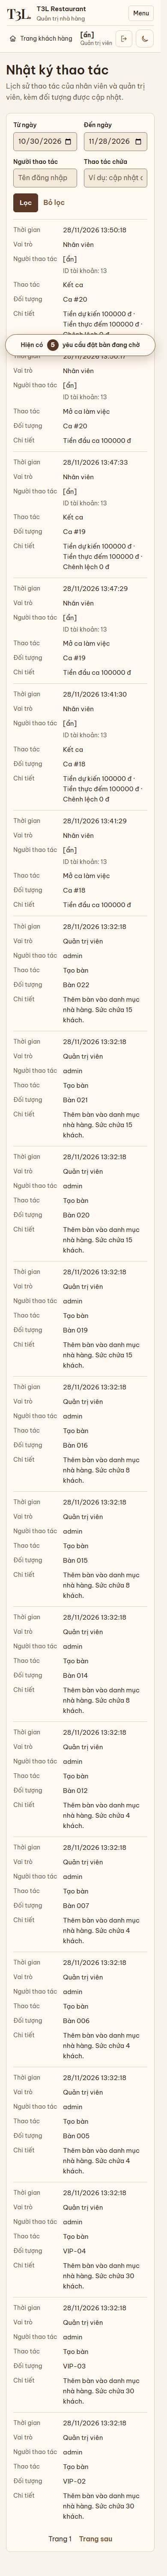 T3L
T3L Restaurant
Quản trị nhà hàng
Menu
Trang khách hàng
[ẩn]
Quản trị viên
Nhật ký thao tác
Lịch sử thao tác của nhân viên và quản trị
viên, kèm đối tượng được cập nhật.
Từ ngày
Đến ngày
10/30/2026
11/28/2026
Người thao tác
Thao tác chứa
Tên đăng nhập
Ví dụ: cập nhật c
Lọc
Bỏ lọc
Thời gian 28/11/2026 13:50:18
Vai trò Nhân viên
Người thao tác [ẩn]
ID tài khoản: 13
Thao tác Kết ca
Đối tượng Ca #20
Chi tiết Tiền dự kiến 100000 đ ·
Tiền thực đếm 100000 đ ·
Chênh lệch 0 đ
Hiện có 5 yêu cầu đặt bàn đang chờ
Thời gian 28/11/2026 13:50:17
Vai trò Nhân viên
Người thao tác [ẩn]
ID tài khoản: 13
Thao tác Mở ca làm việc
Đối tượng Ca #20
Chi tiết Tiền đầu ca 100000 đ
Thời gian 28/11/2026 13:47:33
Vai trò Nhân viên
Người thao tác [ẩn]
ID tài khoản: 13
Thao tác Kết ca
Đối tượng Ca #19
Chi tiết Tiền dự kiến 100000 đ ·
Tiền thực đếm 100000 đ ·
Chênh lệch 0 đ
Thời gian 28/11/2026 13:47:29
Vai trò Nhân viên
Người thao tác [ẩn]
ID tài khoản: 13
Thao tác Mở ca làm việc
Đối tượng Ca #19
Chi tiết Tiền đầu ca 100000 đ
Thời gian 28/11/2026 13:41:30
Vai trò Nhân viên
Người thao tác [ẩn]
ID tài khoản: 13
Thao tác Kết ca
Đối tượng Ca #18
Chi tiết Tiền dự kiến 100000 đ ·
Tiền thực đếm 100000 đ ·
Chênh lệch 0 đ
Thời gian 28/11/2026 13:41:29
Vai trò Nhân viên
Người thao tác [ẩn]
ID tài khoản: 13
Thao tác Mở ca làm việc
Đối tượng Ca #18
Chi tiết Tiền đầu ca 100000 đ
Thời gian 28/11/2026 13:32:18
Vai trò Quản trị viên
Người thao tác admin
Thao tác Tạo bàn
Đối tượng Bàn 022
Chi tiết Thêm bàn vào danh mục
nhà hàng. Sức chứa 15
khách.
Thời gian 28/11/2026 13:32:18
Vai trò Quản trị viên
Người thao tác admin
Thao tác Tạo bàn
Đối tượng Bàn 021
Chi tiết Thêm bàn vào danh mục
nhà hàng. Sức chứa 15
khách.
Thời gian 28/11/2026 13:32:18
Vai trò Quản trị viên
Người thao tác admin
Thao tác Tạo bàn
Đối tượng Bàn 020
Chi tiết Thêm bàn vào danh mục
nhà hàng. Sức chứa 15
khách.
Thời gian 28/11/2026 13:32:18
Vai trò Quản trị viên
Người thao tác admin
Thao tác Tạo bàn
Đối tượng Bàn 019
Chi tiết Thêm bàn vào danh mục
nhà hàng. Sức chứa 15
khách.
Thời gian 28/11/2026 13:32:18
Vai trò Quản trị viên
Người thao tác admin
Thao tác Tạo bàn
Đối tượng Bàn 016
Chi tiết Thêm bàn vào danh mục
nhà hàng. Sức chứa 8
khách.
Thời gian 28/11/2026 13:32:18
Vai trò Quản trị viên
Người thao tác admin
Thao tác Tạo bàn
Đối tượng Bàn 015
Chi tiết Thêm bàn vào danh mục
nhà hàng. Sức chứa 8
khách.
Thời gian 28/11/2026 13:32:18
Vai trò Quản trị viên
Người thao tác admin
Thao tác Tạo bàn
Đối tượng Bàn 014
Chi tiết Thêm bàn vào danh mục
nhà hàng. Sức chứa 8
khách.
Thời gian 28/11/2026 13:32:18
Vai trò Quản trị viên
Người thao tác admin
Thao tác Tạo bàn
Đối tượng Bàn 012
Chi tiết Thêm bàn vào danh mục
nhà hàng. Sức chứa 4
khách.
Thời gian 28/11/2026 13:32:18
Vai trò Quản trị viên
Người thao tác admin
Thao tác Tạo bàn
Đối tượng Bàn 007
Chi tiết Thêm bàn vào danh mục
nhà hàng. Sức chứa 4
khách.
Thời gian 28/11/2026 13:32:18
Vai trò Quản trị viên
Người thao tác admin
Thao tác Tạo bàn
Đối tượng Bàn 006
Chi tiết Thêm bàn vào danh mục
nhà hàng. Sức chứa 4
khách.
Thời gian 28/11/2026 13:32:18
Vai trò Quản trị viên
Người thao tác admin
Thao tác Tạo bàn
Đối tượng Bàn 005
Chi tiết Thêm bàn vào danh mục
nhà hàng. Sức chứa 4
khách.
Thời gian 28/11/2026 13:32:18
Vai trò Quản trị viên
Người thao tác admin
Thao tác Tạo bàn
Đối tượng VIP-04
Chi tiết Thêm bàn vào danh mục
nhà hàng. Sức chứa 30
khách.
Thời gian 28/11/2026 13:32:18
Vai trò Quản trị viên
Người thao tác admin
Thao tác Tạo bàn
Đối tượng VIP-03
Chi tiết Thêm bàn vào danh mục
nhà hàng. Sức chứa 30
khách.
Thời gian 28/11/2026 13:32:18
Vai trò Quản trị viên
Người thao tác admin
Thao tác Tạo bàn
Đối tượng VIP-02
Chi tiết Thêm bàn vào danh mục
nhà hàng. Sức chứa 30
khách.
Trang 1 Trang sau